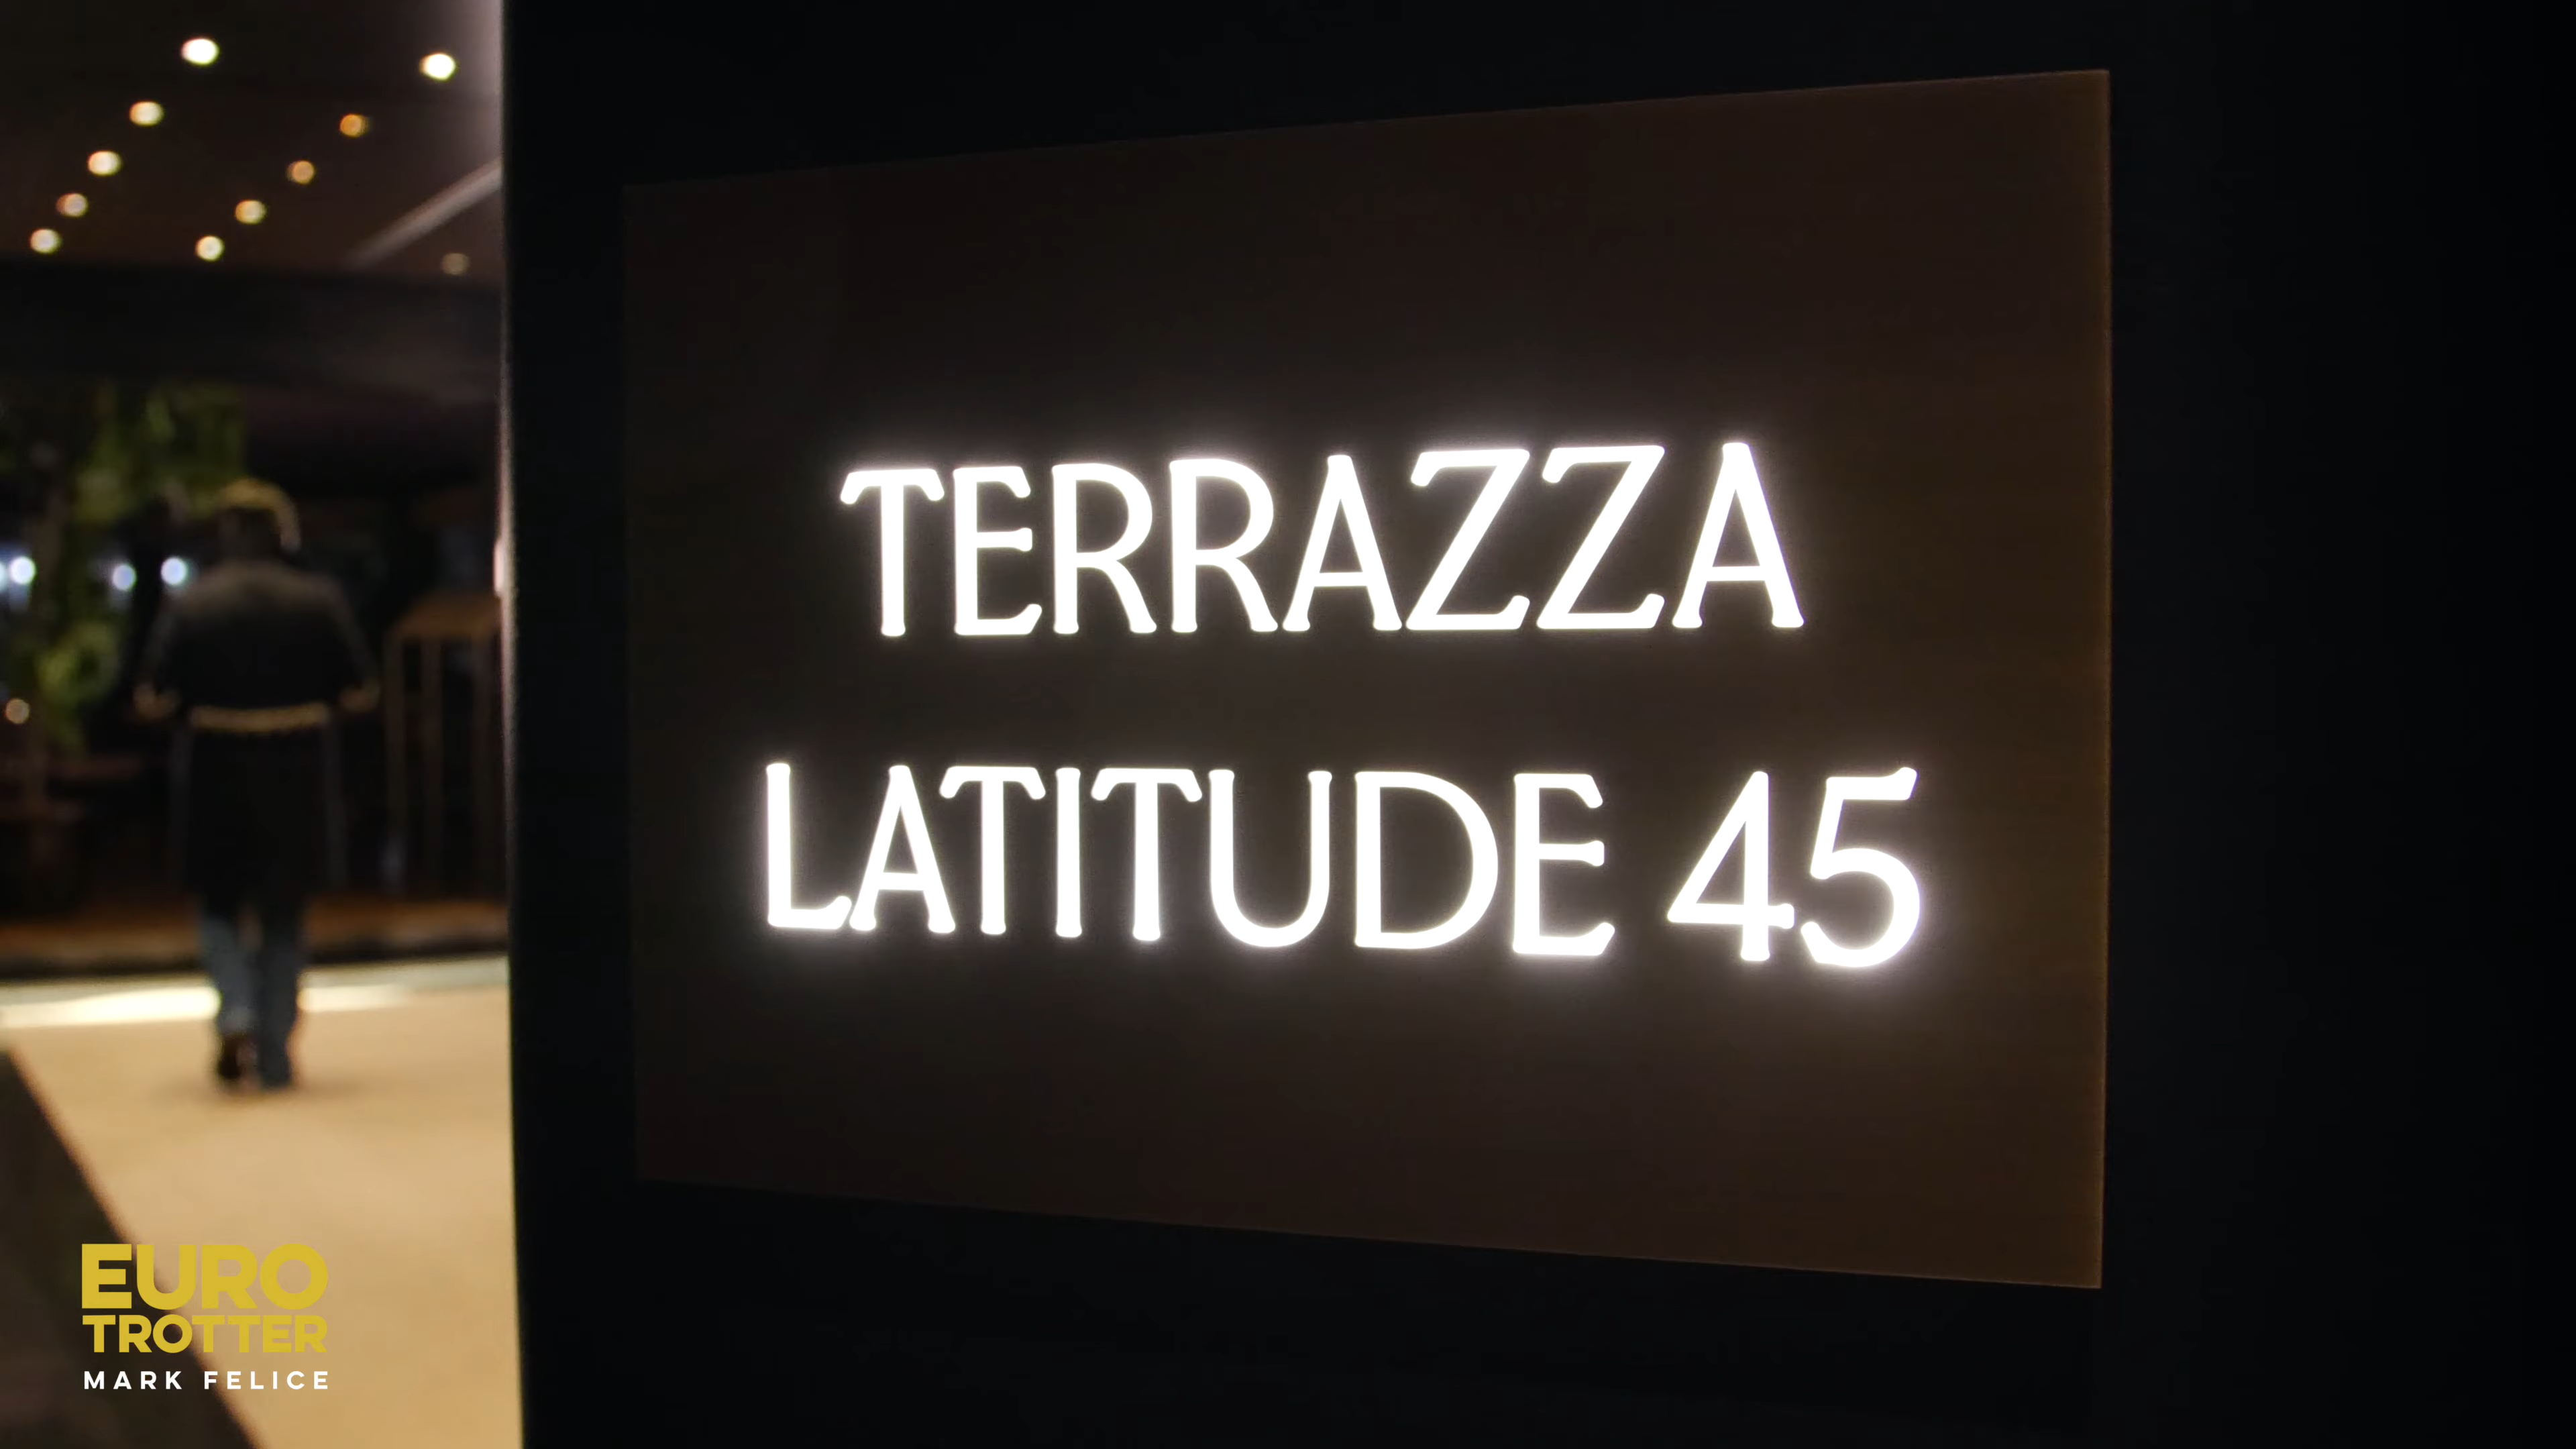 TERRAZZA
LATITUDE 45
EURO
TROTTER
MARK FELICE